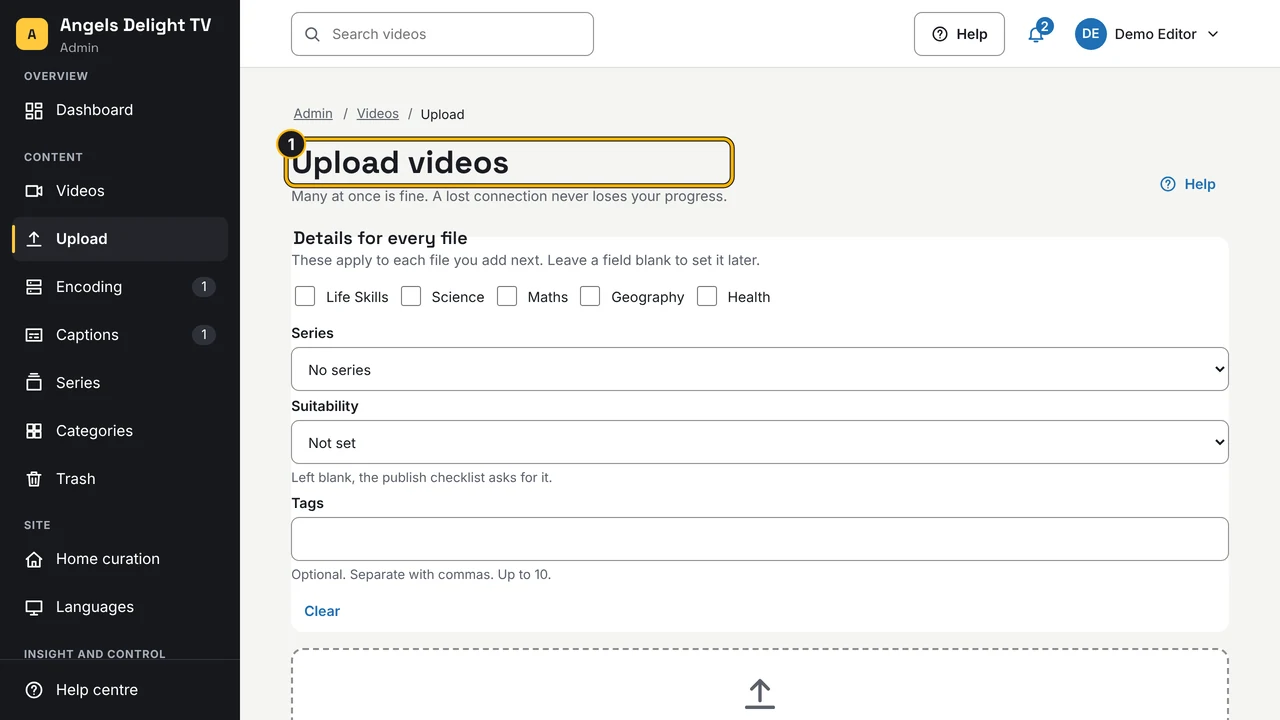 A
Angels Delight TV
Admin
OVERVIEW
Dashboard
CONTENT
Videos
Upload
Encoding 1
Captions 1
Series
Categories
Trash
SITE
Home curation
Languages
INSIGHT AND CONTROL
Help centre
Search videos
Help
2
DE Demo Editor
Admin / Videos / Upload
1
Upload videos
Many at once is fine. A lost connection never loses your progress.
Help
Details for every file
These apply to each file you add next. Leave a field blank to set it later.
Life Skills Science Maths Geography Health
Series
No series
Suitability
Not set
Left blank, the publish checklist asks for it.
Tags
Optional. Separate with commas. Up to 10.
Clear